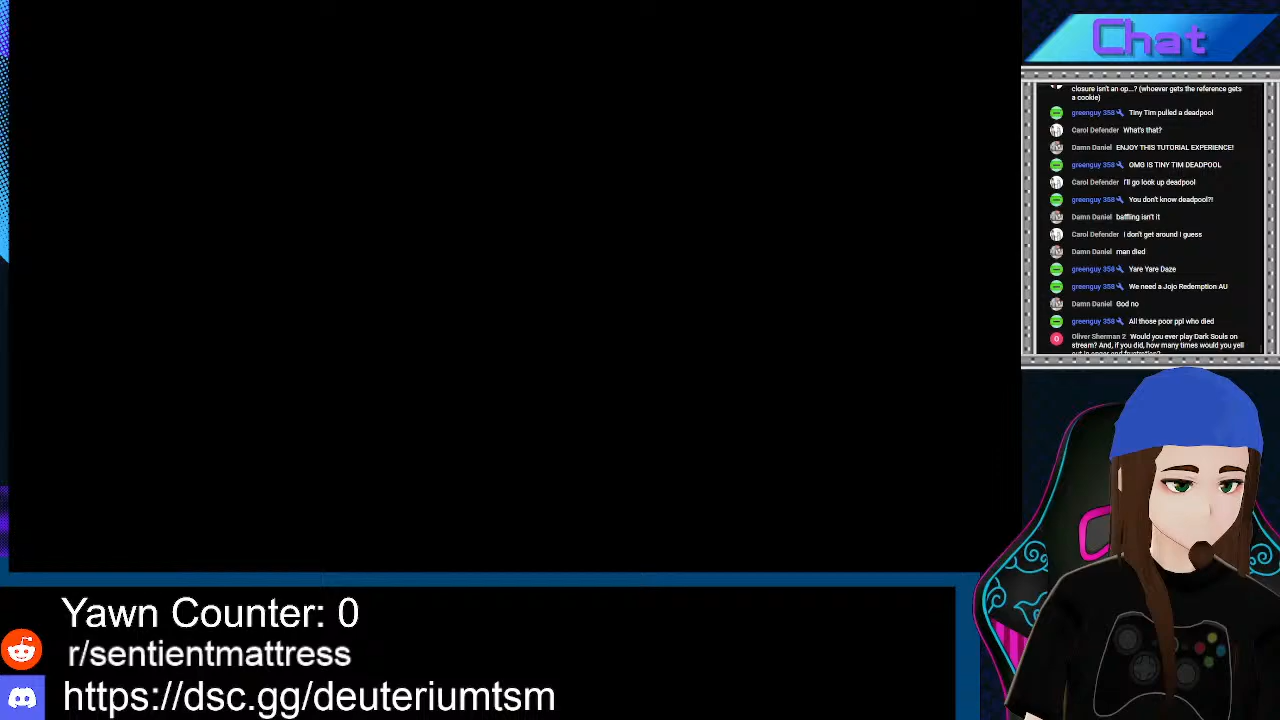 Chat
closure isn't an op...? (whoever gets the reference gets
a cookie)
greenguy 358 Tiny Tim pulled a deadpool
Carol Defender What's that?
Damn Daniel ENJOY THIS TUTORIAL EXPERIENCE!
greenguy 358 OMG IS TINY TIM DEADPOOL
Carol Defender I'll go look up deadpool
greenguy 358 You don't know deadpool?!
Damn Daniel baffling isn't it
Carol Defender I don't get around I guess
Damn Daniel man died
greenguy 358 Yare Yare Daze
greenguy 358 We need a Jojo Redemption AU
Damn Daniel God no
greenguy 358 All those poor ppl who died
O Oliver Sherman 2 Would you ever play Dark Souls on
stream? And, if you did, how many times would you yell
out in anger and frustration?
Yawn Counter: 0
r/sentientmattress
https://dsc.gg/deuteriumtsm